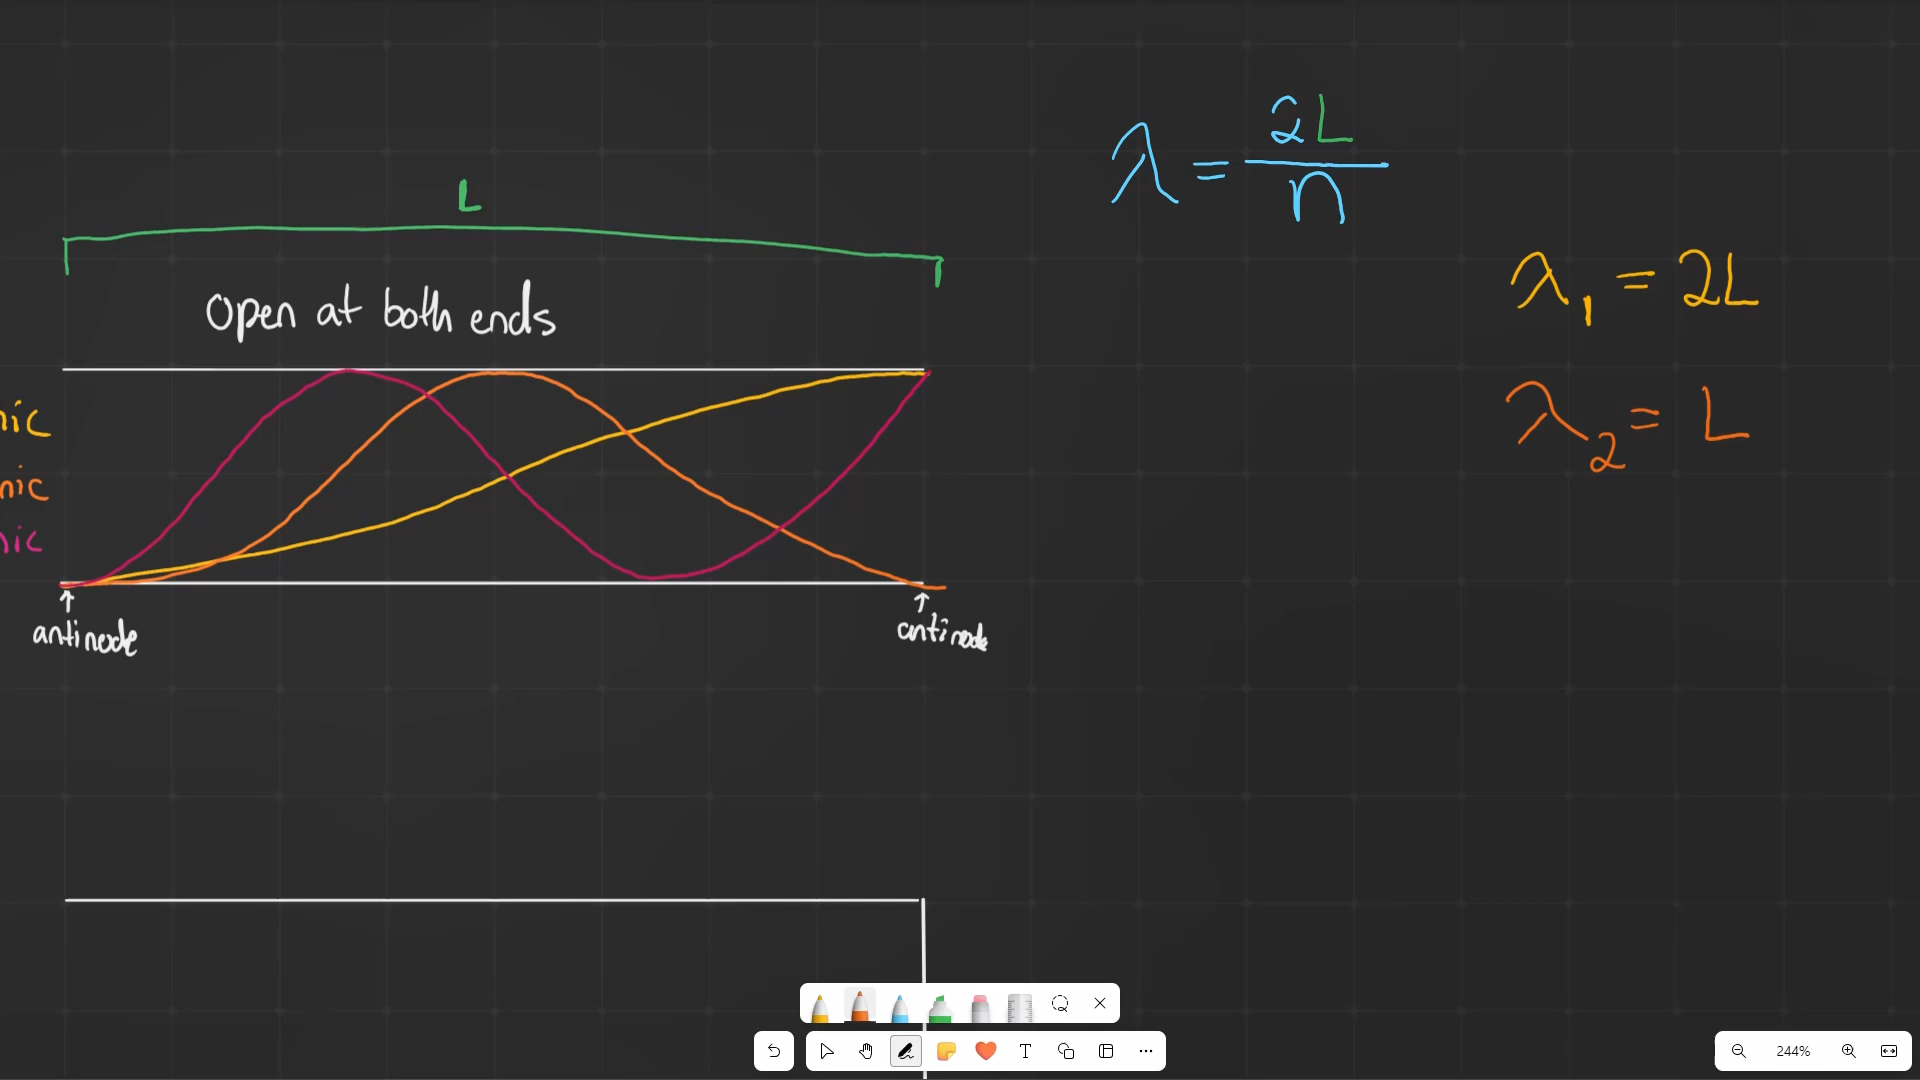 L
Open at both ends
nic
nic
nic
antinode
antinode
λ = 2L/n
λ₁ = 2L
λ₂ = L
T
244%